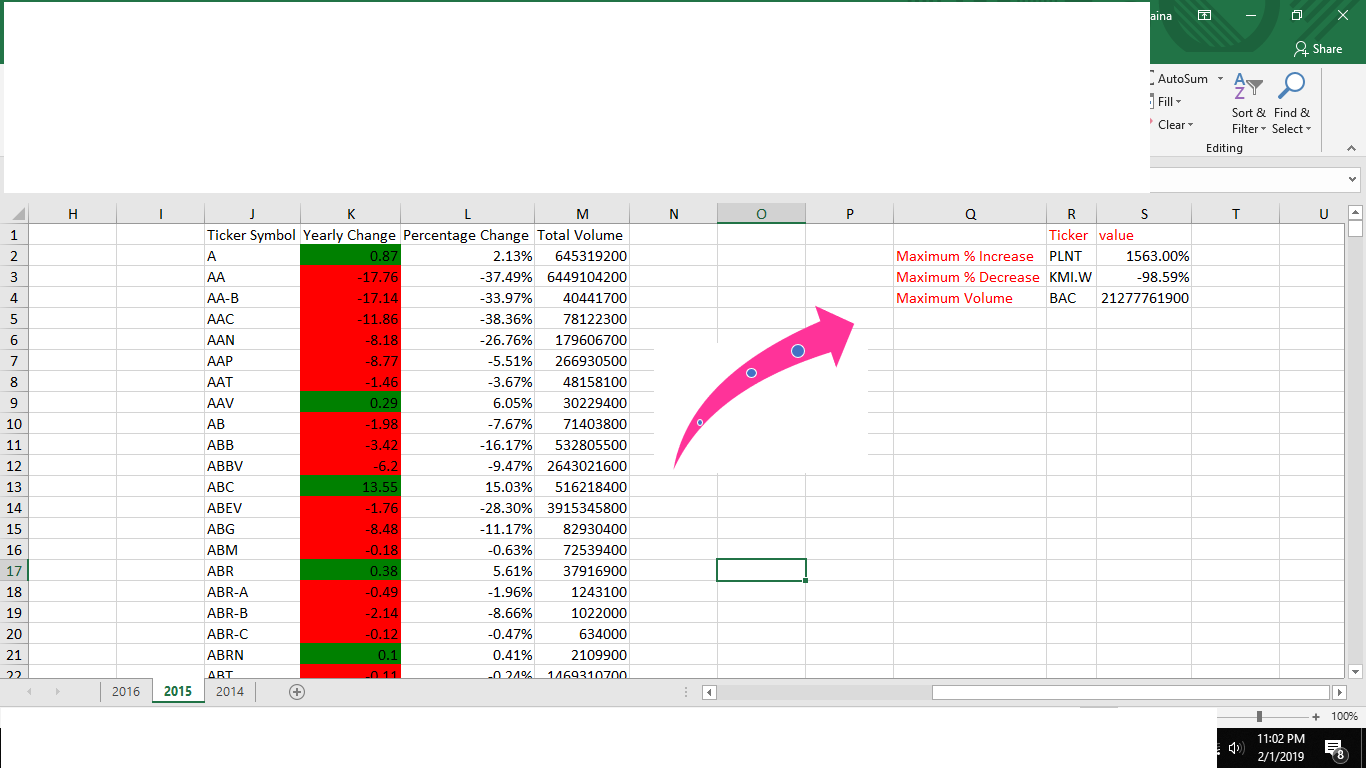 aina
Share
AutoSum
Fill
Clear
Sort & Filter
Find & Select
Editing
H I J K L M N O P Q R S T U
1 Ticker Symbol Yearly Change Percentage Change Total Volume Ticker value
2 A 0.87 2.13% 645319200 Maximum % Increase PLNT 1563.00%
3 AA -17.76 -37.49% 6449104200 Maximum % Decrease KMI.W -98.59%
4 AA-B -17.14 -33.97% 40441700 Maximum Volume BAC 21277761900
5 AAC -11.86 -38.36% 78122300
6 AAN -8.18 -26.76% 179606700
7 AAP -8.77 -5.51% 266930500
8 AAT -1.46 -3.67% 48158100
9 AAV 0.29 6.05% 30229400
10 AB -1.98 -7.67% 71403800
11 ABB -3.42 -16.17% 532805500
12 ABBV -6.2 -9.47% 2643021600
13 ABC 13.55 15.03% 516218400
14 ABEV -1.76 -28.30% 3915345800
15 ABG -8.48 -11.17% 82930400
16 ABM -0.18 -0.63% 72539400
17 ABR 0.38 5.61% 37916900
18 ABR-A -0.49 -1.96% 1243100
19 ABR-B -2.14 -8.66% 1022000
20 ABR-C -0.12 -0.47% 634000
21 ABRN 0.1 0.41% 2109900
22 ABT -0.11 -0.24% 1469310700
2016 2015 2014
100%
11:02 PM
2/1/2019
8